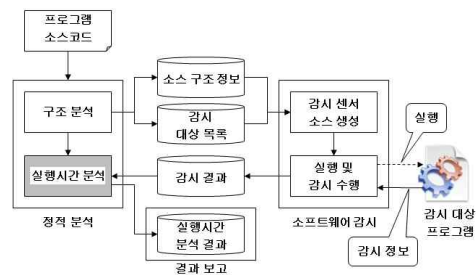 프로그램
소스코드
구조 분석
실행시간 분석
정적 분석
소스 구조 정보
감시
대상 목록
감시 결과
실행시간
분석 결과
결과 보고
감시 센서
소스 생성
실행 및
감시 수행
소프트웨어 감시
실행
감시 대상
프로그램
감시 정보